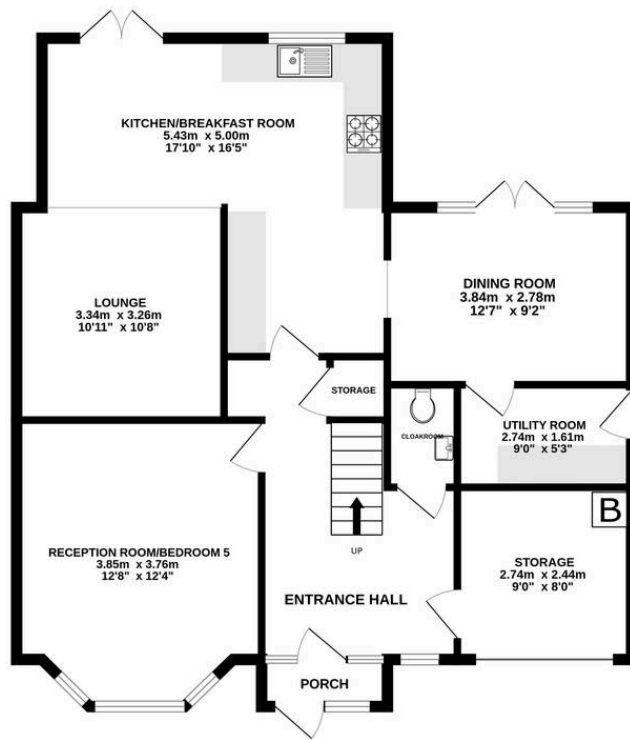 KITCHEN/BREAKFAST ROOM
5.43m x 5.00m
17'10" x 16'5"
DINING ROOM
3.84m x 2.78m
12'7" x 9'2"
LOUNGE
3.34m x 3.26m
10'11" x 10'8"
STORAGE
CLOAKROOM
UTILITY ROOM
2.74m x 1.61m
9'0" x 5'3"
B
RECEPTION ROOM/BEDROOM 5
3.85m x 3.76m
12'8" x 12'4"
UP
STORAGE
2.74m x 2.44m
9'0" x 8'0"
ENTRANCE HALL
PORCH